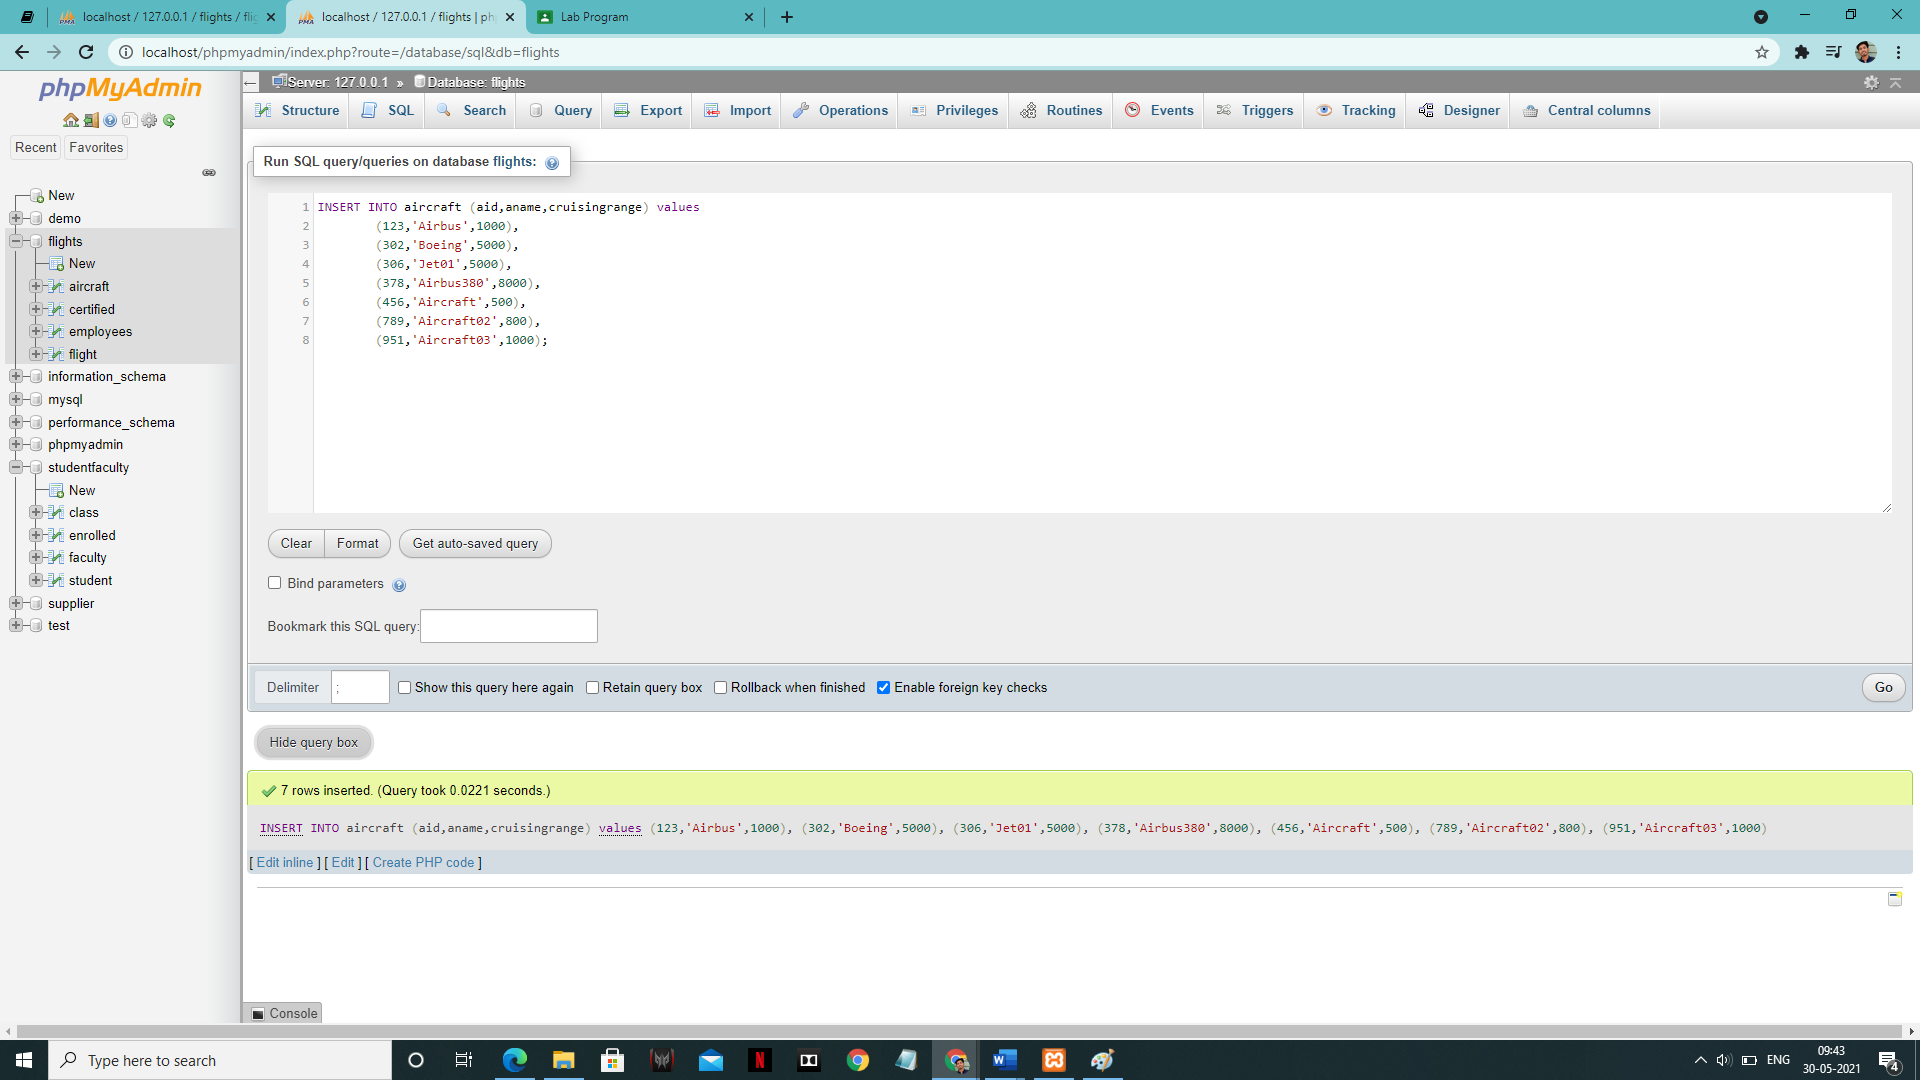 localhost / 127.0.0.1 / flights / flig
localhost / 127.0.0.1 / flights | ph
Lab Program
localhost/phpmyadmin/index.php?route=/database/sql&db=flights
phpMyAdmin
Server: 127.0.0.1 » Database: flights
Structure SQL Search Query Export Import Operations Privileges Routines Events Triggers Tracking Designer Central columns
Recent Favorites
New
demo
flights
New
aircraft
certified
employees
flight
information_schema
mysql
performance_schema
phpmyadmin
studentfaculty
New
class
enrolled
faculty
student
supplier
test
Run SQL query/queries on database flights:
1 INSERT INTO aircraft (aid,aname,cruisingrange) values
2 (123,'Airbus',1000),
3 (302,'Boeing',5000),
4 (306,'Jet01',5000),
5 (378,'Airbus380',8000),
6 (456,'Aircraft',500),
7 (789,'Aircraft02',800),
8 (951,'Aircraft03',1000);
Clear Format Get auto-saved query
Bind parameters
Bookmark this SQL query:
Delimiter ; Show this query here again Retain query box Rollback when finished Enable foreign key checks Go
Hide query box
7 rows inserted. (Query took 0.0221 seconds.)
INSERT INTO aircraft (aid,aname,cruisingrange) values (123,'Airbus',1000), (302,'Boeing',5000), (306,'Jet01',5000), (378,'Airbus380',8000), (456,'Aircraft',500), (789,'Aircraft02',800), (951,'Aircraft03',1000)
[ Edit inline ] [ Edit ] [ Create PHP code ]
Console
Type here to search
ENG
09:43
30-05-2021
4